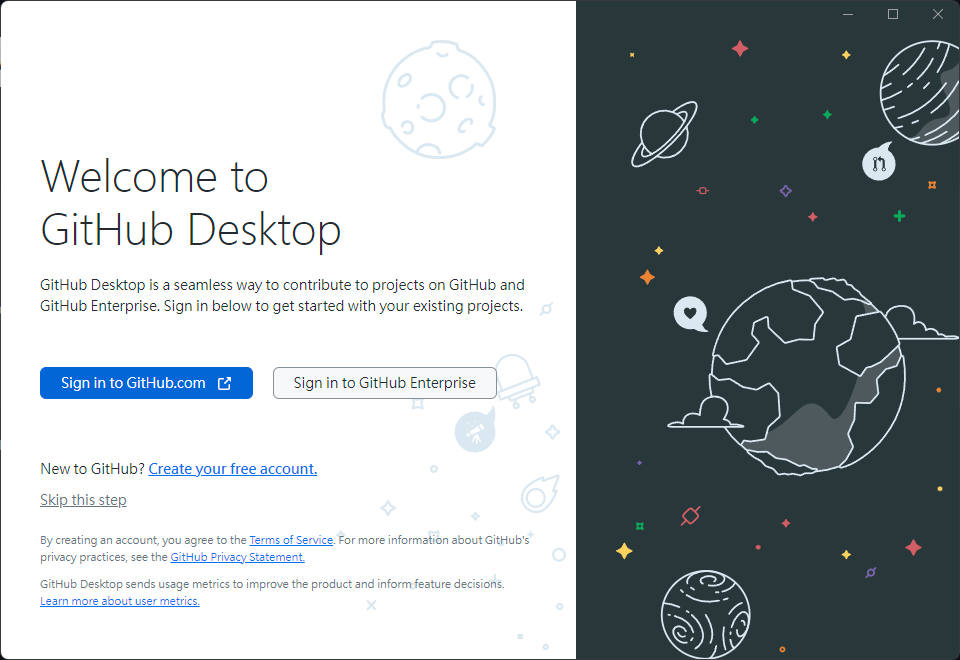 Welcome to
GitHub Desktop
GitHub Desktop is a seamless way to contribute to projects on GitHub and
GitHub Enterprise. Sign in below to get started with your existing projects.
Sign in to GitHub.com
Sign in to GitHub Enterprise
New to GitHub? Create your free account.
Skip this step
By creating an account, you agree to the Terms of Service. For more information about GitHub's
privacy practices, see the GitHub Privacy Statement.
GitHub Desktop sends usage metrics to improve the product and inform feature decisions.
Learn more about user metrics.